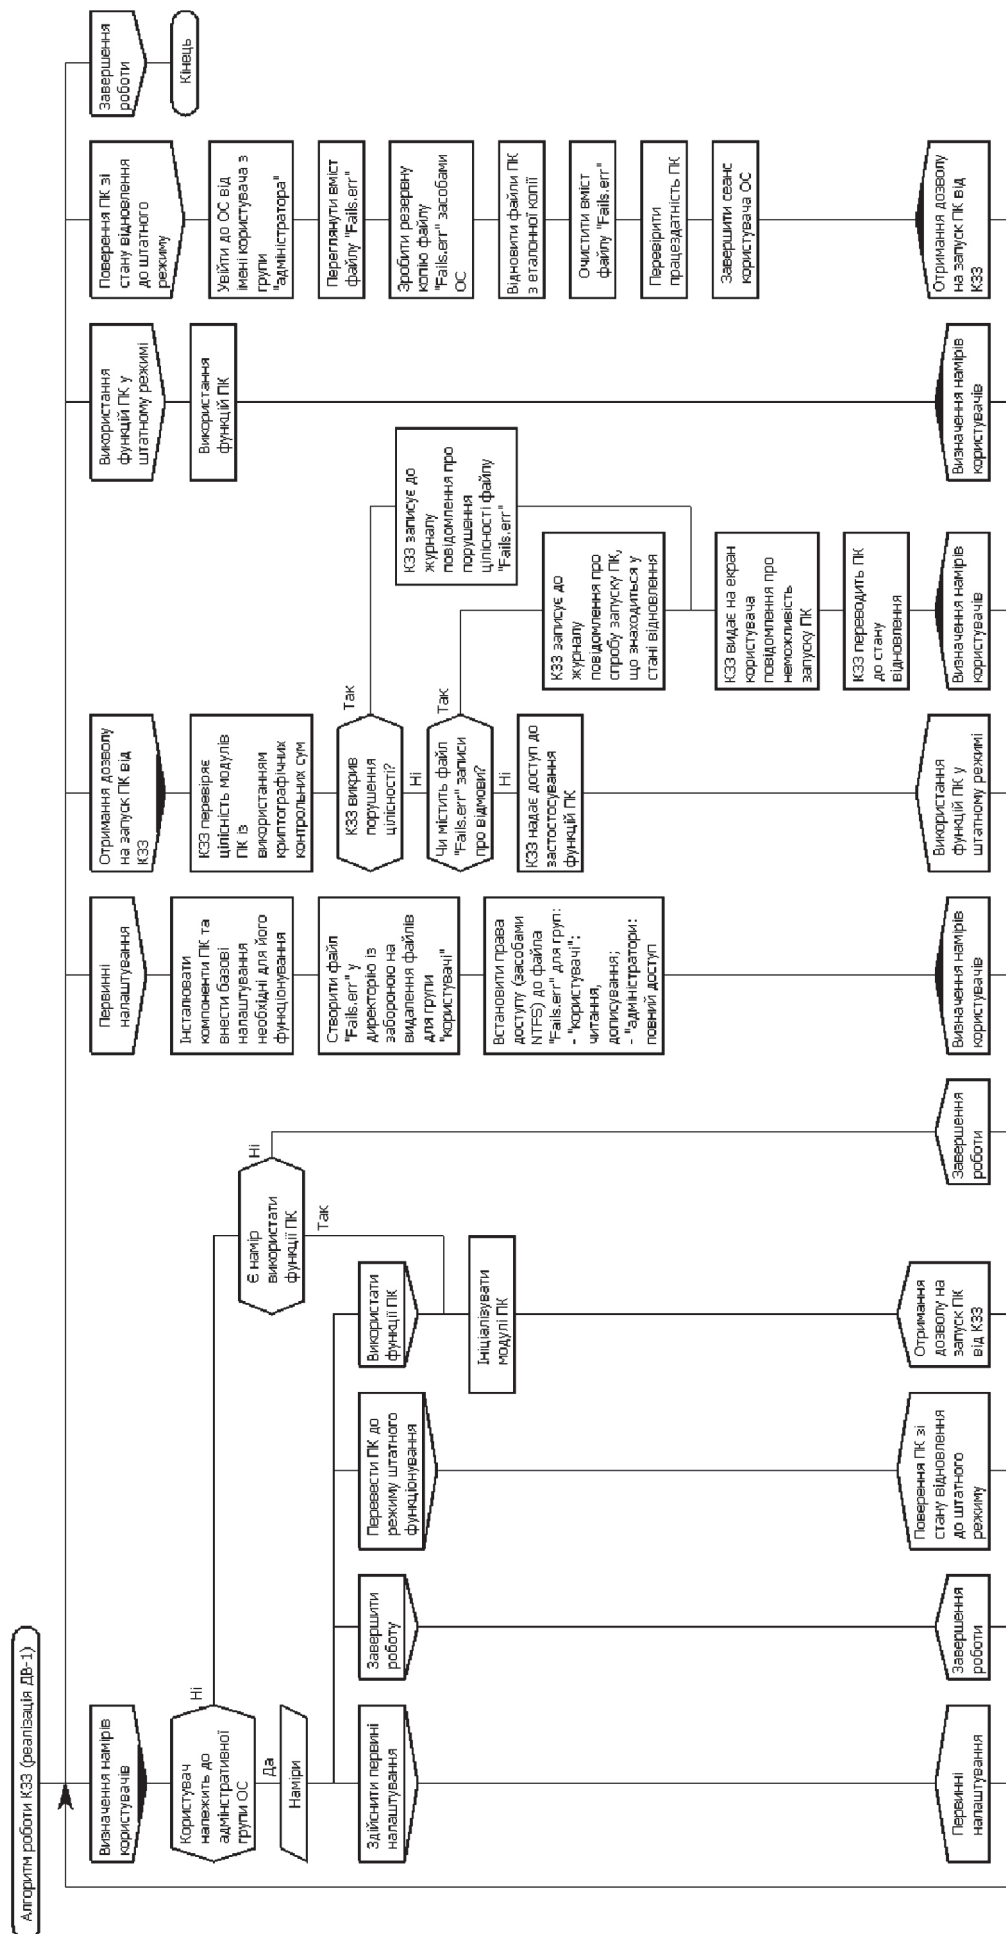 Алгоритм роботи КЗЗ (реалізація ДВ-1)
Визначення намірів
користувачів
Користувач
належить до
адмінстративної
групи ОС
Ні
Да
Наміри
Здійснити первині
налаштування
Первинні
налаштування
Завершити
роботу
Завершення
роботи
Перевести ПК до
режиму штатного
функціонування
Поверення ПК зі
стану відновлення
до штатного
режиму
Використати
функції ПК
Є намір
використати
функції ПК
Ні
Так
Ініціалізувати
модулі ПК
Отримання
дозволу на
запуск ПК
від КЗЗ
Завершення
роботи
Первинні
налаштування
Інсталювати
компоненти ПК та
внести базові
налаштування
необхідні для його
функціонування
Створити файл
"Fails.err" у
директорію із
забороною на
видалення файлів
для групи
"користувачі"
Встановити права
доступу (засобами
NTFS) до файла
"Fails.err" для груп:
- "користувачі":
читання,
дописування;
- "адміністратори:
повний доступ
Визначення намірів
користувачів
Отримання дозволу
на запуск ПК від
КЗЗ
КЗЗ перевіряє
цілісність модулів
ПК із
використанням
криптографічних
контрольних сум
КЗЗ викрив
порушення
цілісності?
Так
Ні
Чи містить файл
"Fails.err" записи
про відмови?
Так
Ні
КЗЗ надає доступ до
застостосування
функцій ПК
Використання
функцій ПК у
штатному режимі
КЗЗ записує до
журналу
повідомлення про
порушення
цілісності файлу
"Fails.err"
КЗЗ записує до
журналу
повідомлення про
спробу запуску ПК,
що знаходиться у
стані відновлення
КЗЗ видає на екран
користувача
повідомлення про
неможливість
запуску ПК
КЗЗ переводить ПК
до стану
відновлення
Визначення намірів
користувачів
Використання
функцій ПК у
штатному режимі
Використання
функцій ПК
Визначення намірів
користувачів
Поверення ПК зі
стану відновлення
до штатного
режиму
Увійти до ОС від
імені користувача з
групи
"адміністратора"
Переглянути вміст
файлу "Fails.err"
Зробити резервну
копію файлу
"Fails.err" засобами
ОС
Відновити файли ПК
з еталонної копії
Очистити вміст
файлу "Fails.err"
Перевірити
працездатність ПК
Завершити сеанс
користувача ОС
Отримання дозволу
на запуск ПК від
КЗЗ
Завершення
роботи
Кінець